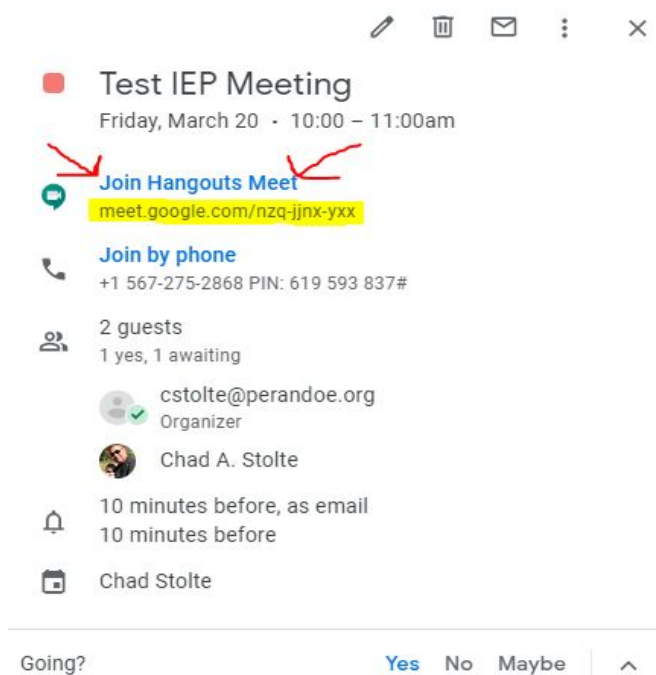 Test IEP Meeting
Friday, March 20 • 10:00 – 11:00am
Join Hangouts Meet
meet.google.com/nzq-jjnx-yxx
Join by phone
+1 567-275-2868 PIN: 619 593 837#
2 guests
1 yes, 1 awaiting
cstolte@perandoe.org
Organizer
Chad A. Stolte
10 minutes before, as email
10 minutes before
Chad Stolte
Going? Yes No Maybe